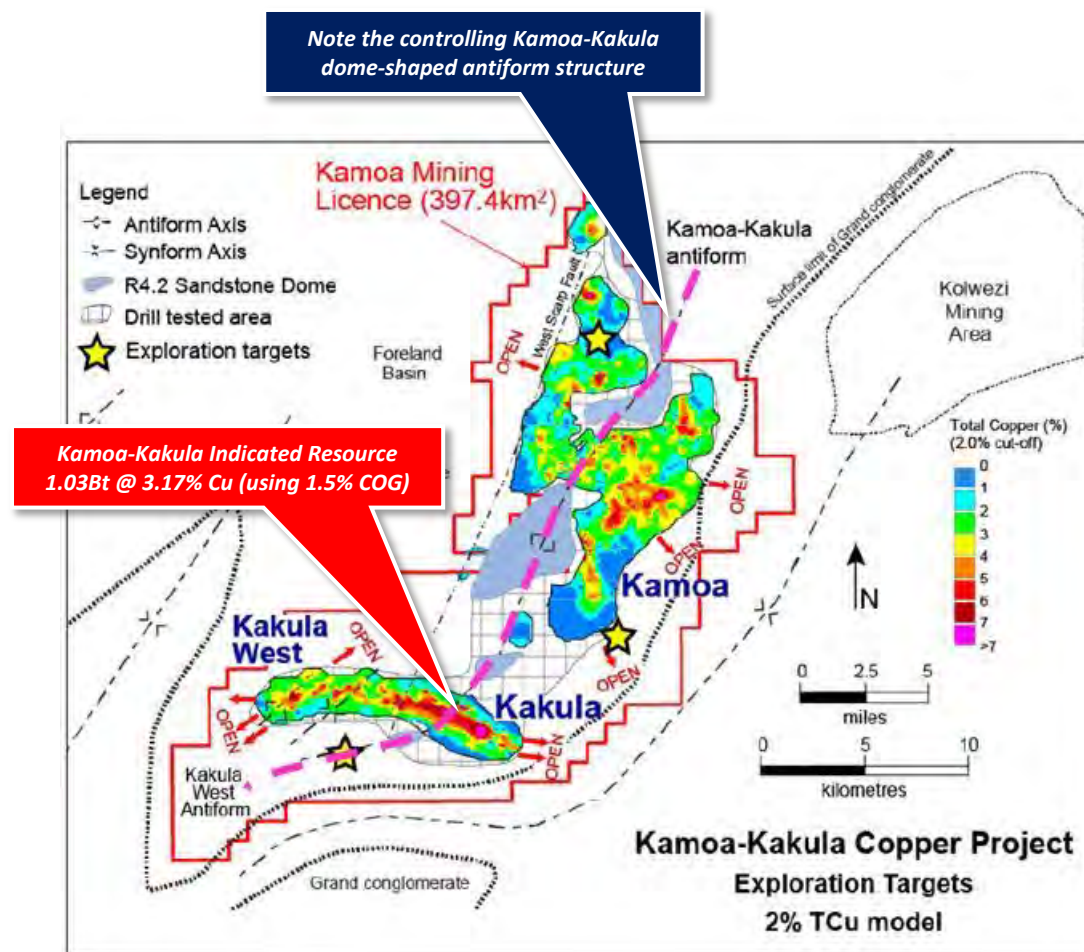 Note the controlling Kamoa-Kakula
dome-shaped antiform structure
Legend
Antiform Axis
Synform Axis
R4.2 Sandstone Dome
Drill tested area
Exploration targets
Kamoa Mining
Licence (397.4km²)
Kamoa-Kakula
antiform
Surface limit of Grand conglomerate
Kolwezi
Mining
Area
West Scarp Fault
Foreland
Basin
OPEN
Kamoa-Kakula Indicated Resource
1.03Bt @ 3.17% Cu (using 1.5% COG)
Total Copper (%)
(2.0% cut-off)
0
1
2
3
4
5
6
7
>7
OPEN
OPEN
Kamoa
N
Kakula
West
OPEN
OPEN
OPEN
Kakula
OPEN
Kakula
West
Antiform
0 2.5 5
miles
0 5 10
kilometres
Grand conglomerate
Kamoa-Kakula Copper Project
Exploration Targets
2% TCu model